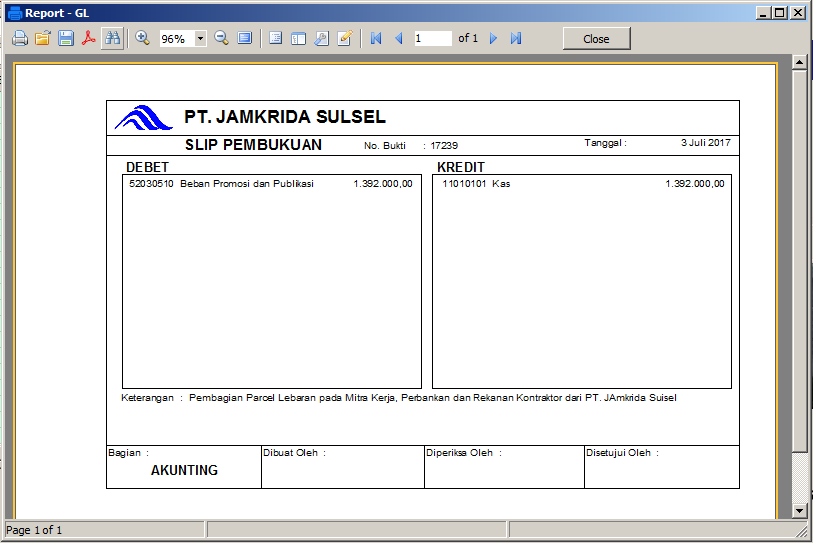 Report - GL
96%
1
of 1
Close
PT. JAMKRIDA SULSEL
SLIP PEMBUKUAN No. Bukti : 17239 Tanggal : 3 Juli 2017
DEBET KREDIT
52030510 Beban Promosi dan Publikasi 1.392.000,00
11010101 Kas 1.392.000,00
Keterangan : Pembagian Parcel Lebaran pada Mitra Kerja, Perbankan dan Rekanan Kontraktor dari PT. JAmkrida Sulsel
Bagian : Dibuat Oleh : Diperiksa Oleh : Disetujui Oleh :
AKUNTING
Page 1 of 1